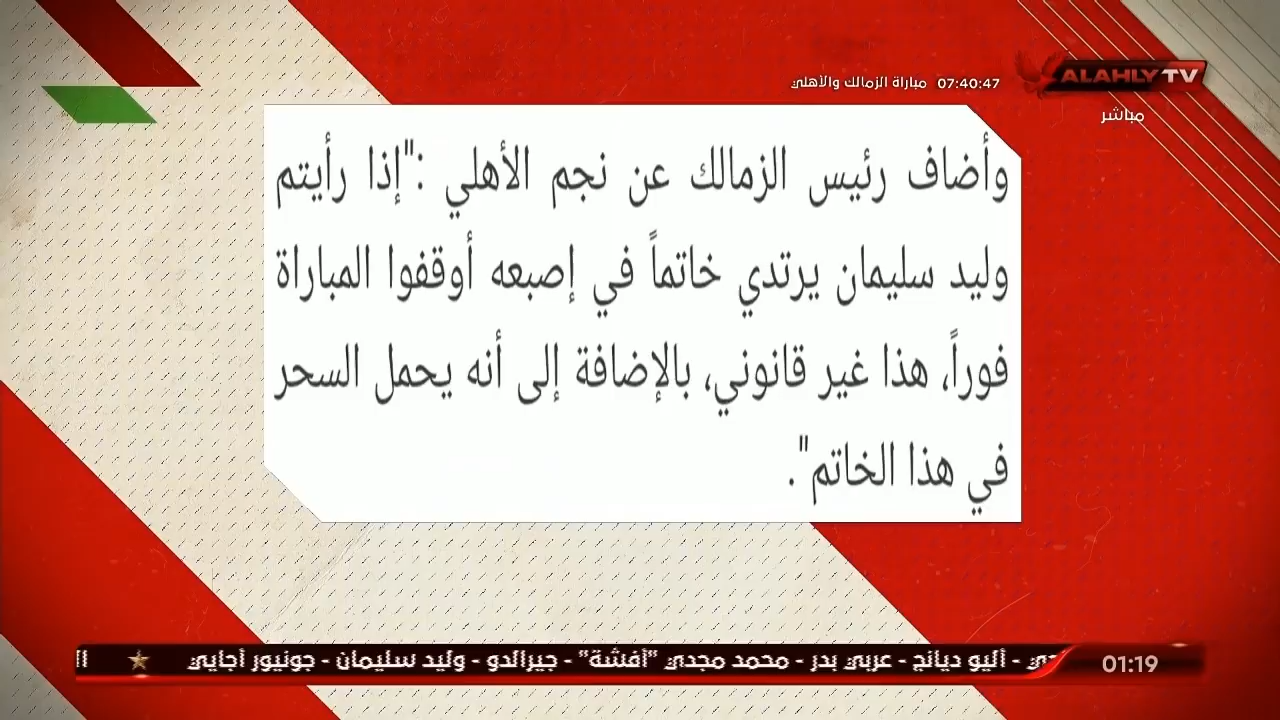 ALAHLY TV
07:40:47 مباراة الزمالك والأهلي
مباشر
وأضاف رئيس الزمالك عن نجم الأهلي :"إذا رأيتم
وليد سليمان يرتدي خاتماً في إصبعه أوقفوا المباراة
فوراً، هذا غير قانوني، بالإضافة إلى أنه يحمل السحر
في هذا الخاتم".
- أليو ديانج - عربي بدر - محمد مجدي "أفشة" - جيرالدو - وليد سليمان - جونيور أجايي
01:19